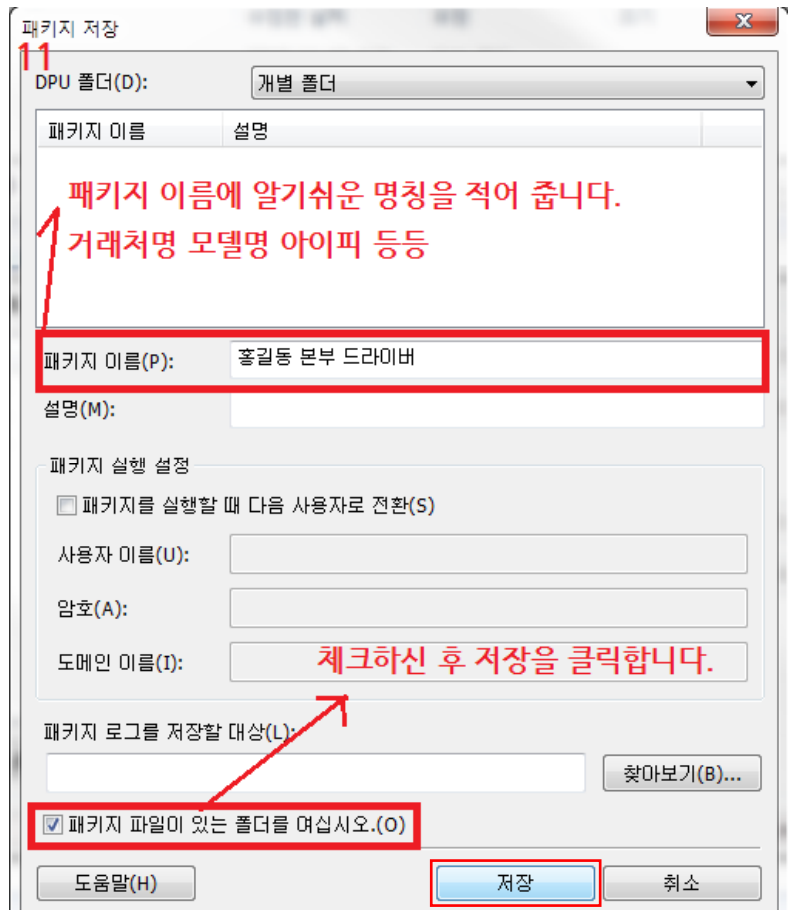 패키지 저장
11
DPU 폴더(D):
개별 폴더
패키지 이름 설명
패키지 이름에 알기쉬운 명칭을 적어 줍니다.
거래처명 모델명 아이피 등등
패키지 이름(P):
홍길동 본부 드라이버
설명(M):
패키지 실행 설정
패키지를 실행할 때 다음 사용자로 전환(S)
사용자 이름(U):
암호(A):
도메인 이름(I):
체크하신 후 저장을 클릭합니다.
패키지 로그를 저장할 대상(L):
찾아보기(B)...
패키지 파일이 있는 폴더를 여십시오.(O)
도움말(H)
저장
취소